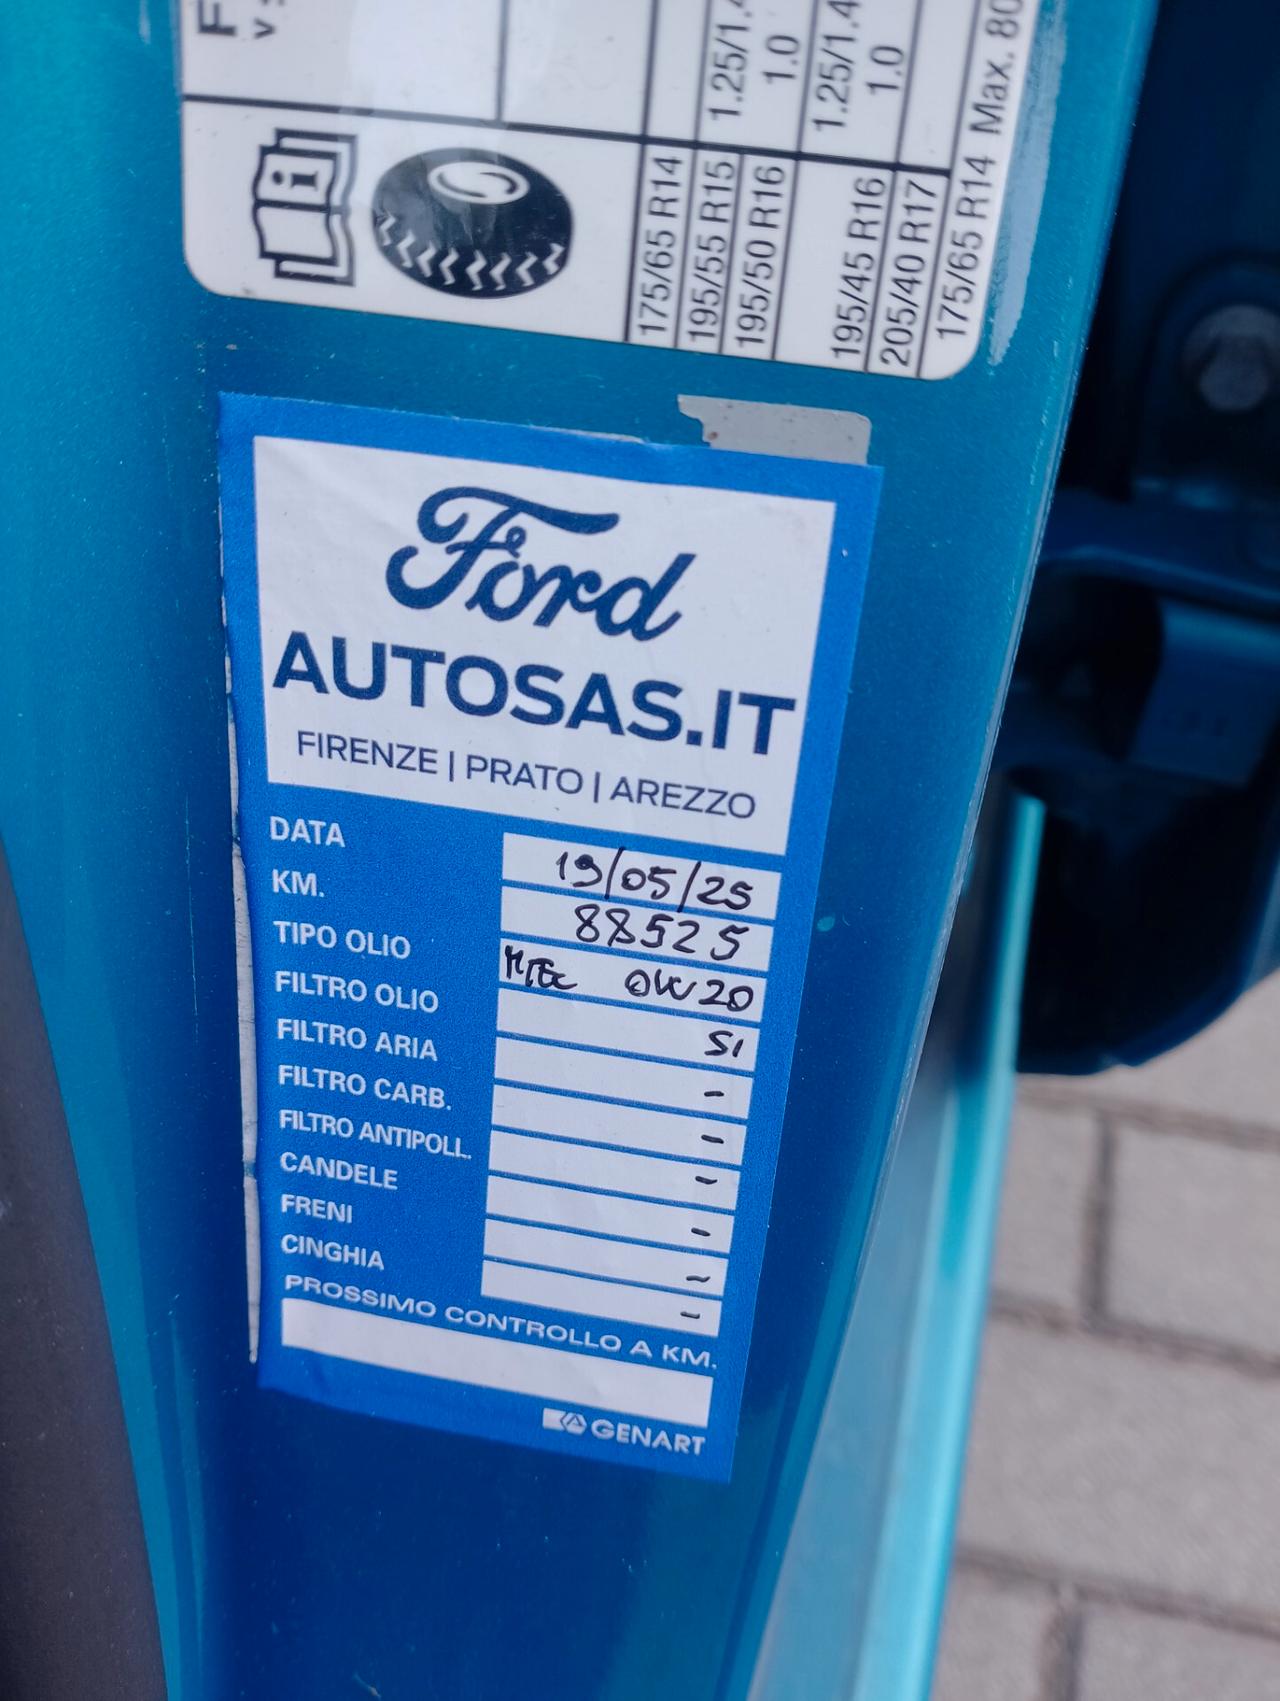 1.25/1.4
1.0
1.25/1.4
1.0
175/65 R14
195/55 R15
195/50 R16
195/45 R16
205/40 R17
175/65 R14 Max. 80
Ford
AUTOSAS.IT
FIRENZE | PRATO | AREZZO
DATA 19/05/25
KM. 88525
TIPO OLIO MTEC 0W20
FILTRO OLIO SI
FILTRO ARIA -
FILTRO CARB. -
FILTRO ANTIPOLL. -
CANDELE -
FRENI -
CINGHIA -
PROSSIMO CONTROLLO A KM.
GENART